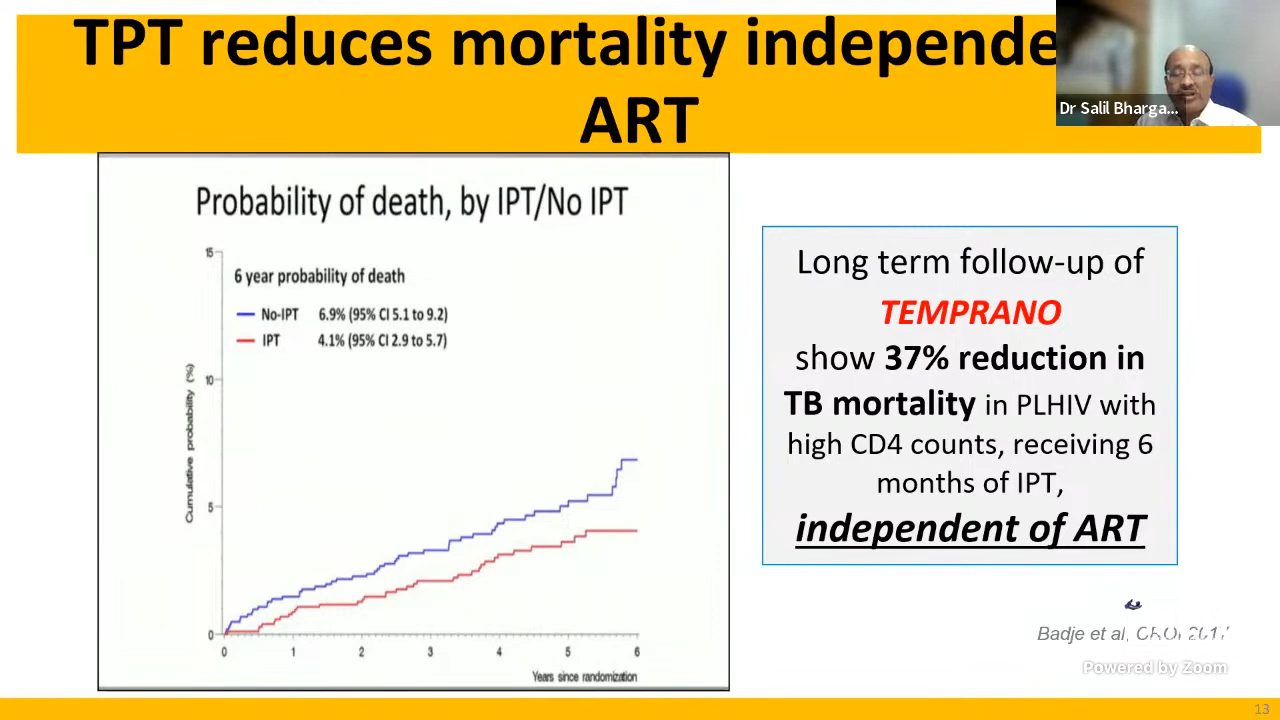 TPT reduces mortality independe
ART
Dr Salil Bharga...
Probability of death, by IPT/No IPT
15
6 year probability of death
No-IPT 6.9% (95% CI 5.1 to 9.2)
IPT 4.1% (95% CI 2.9 to 5.7)
10
Cumulative probability (%)
5
0
0 1 2 3 4 5 6
Years since randomization
Long term follow-up of
TEMPRANO
show 37% reduction in
TB mortality in PLHIV with
high CD4 counts, receiving 6
months of IPT,
independent of ART
Badje et al, CROI 2017
Powered by Zoom
13